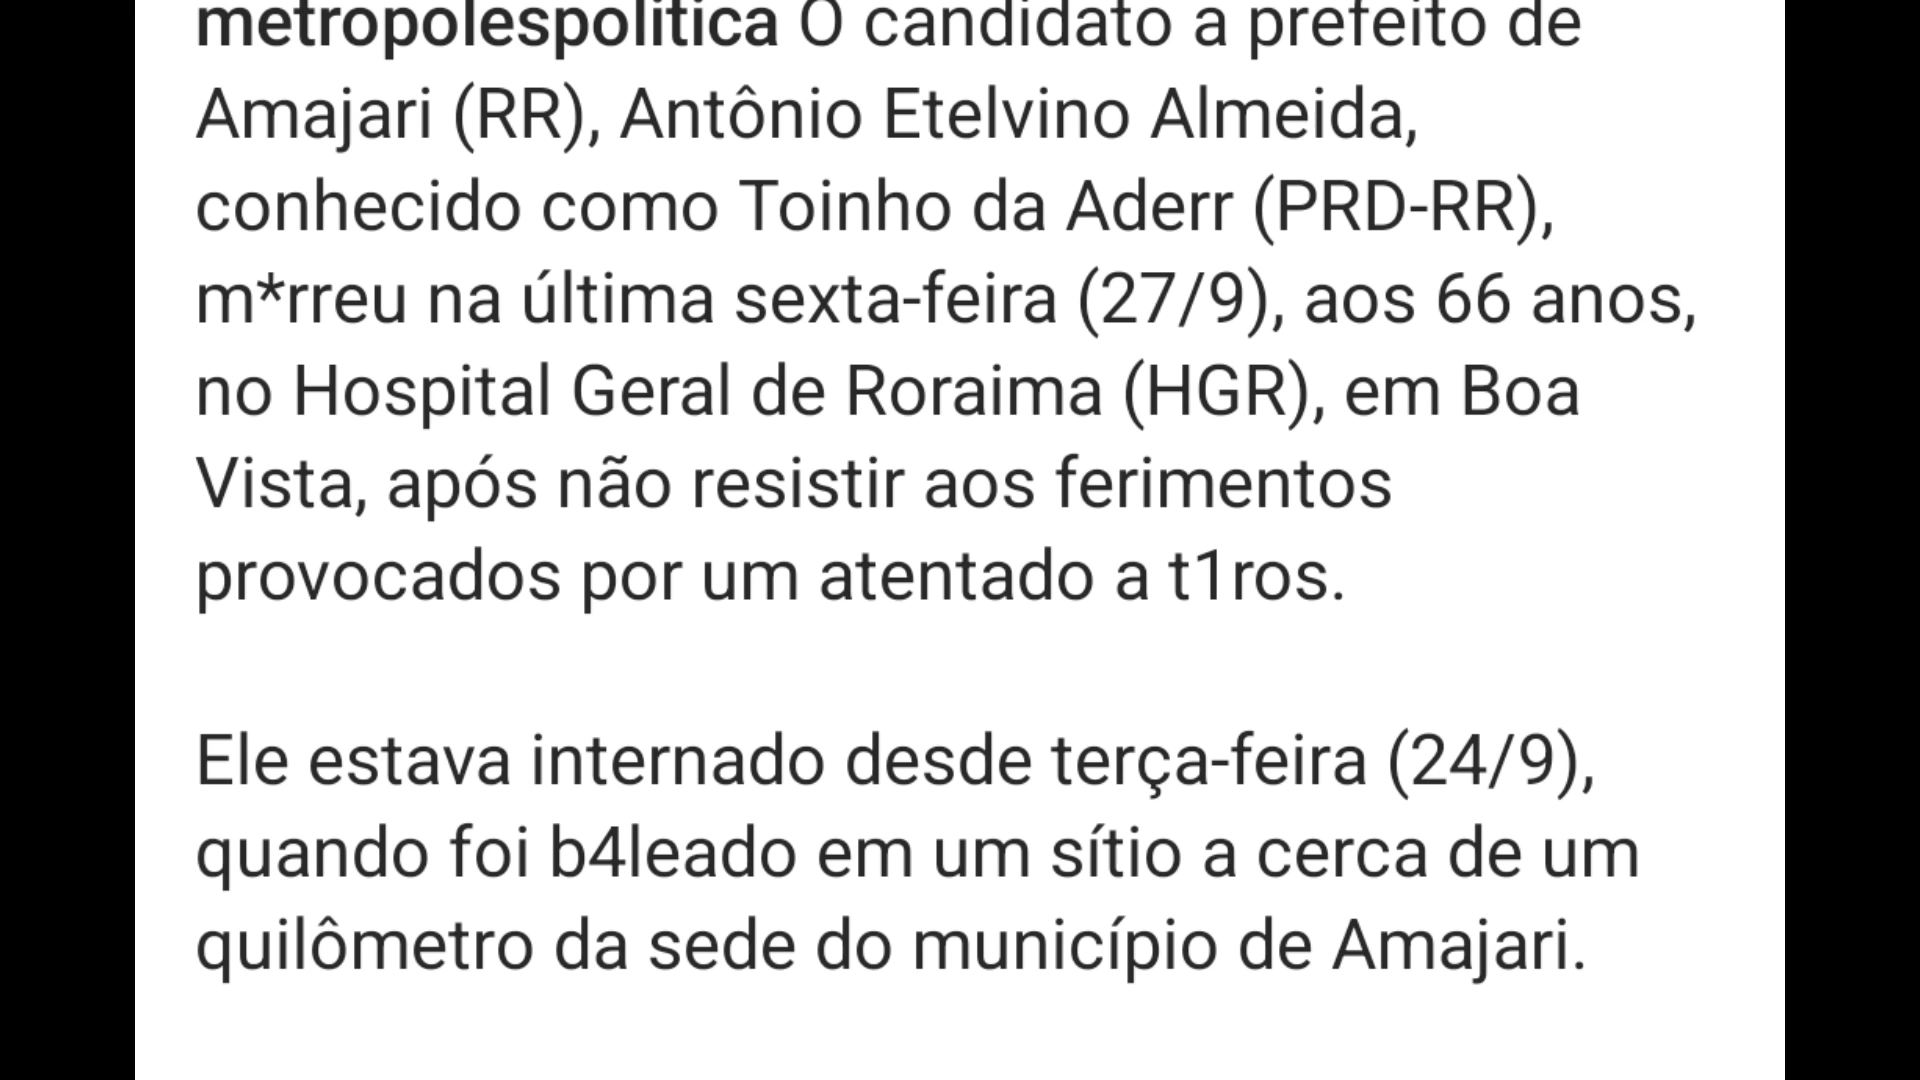 metropolespolitica O candidato a prefeito de
Amajari (RR), Antônio Etelvino Almeida,
conhecido como Toinho da Aderr (PRD-RR),
m*rreu na última sexta-feira (27/9), aos 66 anos,
no Hospital Geral de Roraima (HGR), em Boa
Vista, após não resistir aos ferimentos
provocados por um atentado a t1ros.
Ele estava internado desde terça-feira (24/9),
quando foi b4leado em um sítio a cerca de um
quilômetro da sede do município de Amajari.